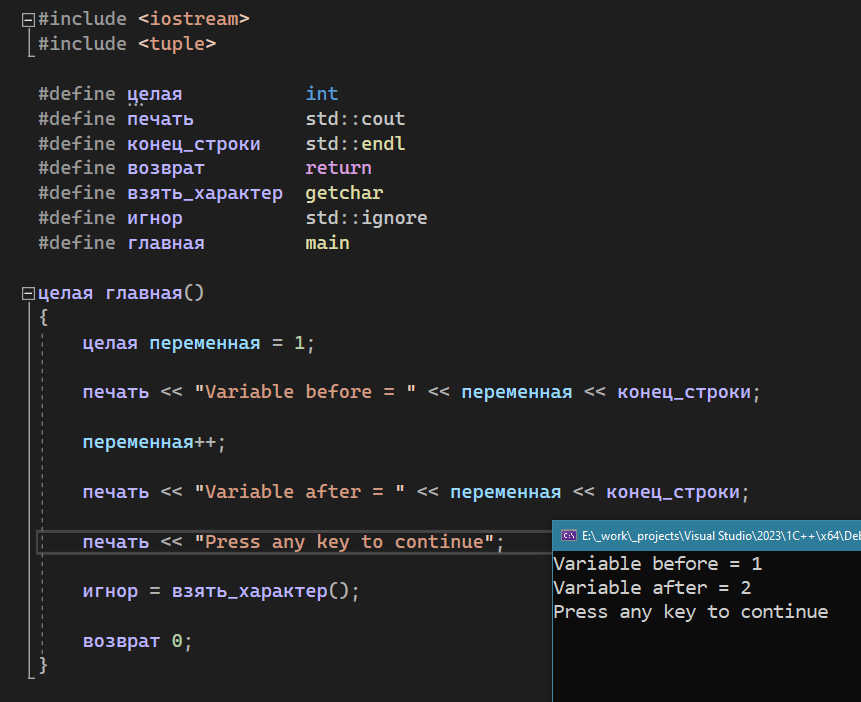 #include <iostream>
#include <tuple>
#define целая int
#define печать std::cout
#define конец_строки std::endl
#define возврат return
#define взять_характер getchar
#define игнор std::ignore
#define главная main
целая главная()
{
целая переменная = 1;
печать << "Variable before = " << переменная << конец_строки;
переменная++;
печать << "Variable after = " << переменная << конец_строки;
печать << "Press any key to continue";
игнор = взять_характер();
возврат 0;
}
E:\_work\_projects\Visual Studio\2023\1C++\x64\Deb
Variable before = 1
Variable after = 2
Press any key to continue